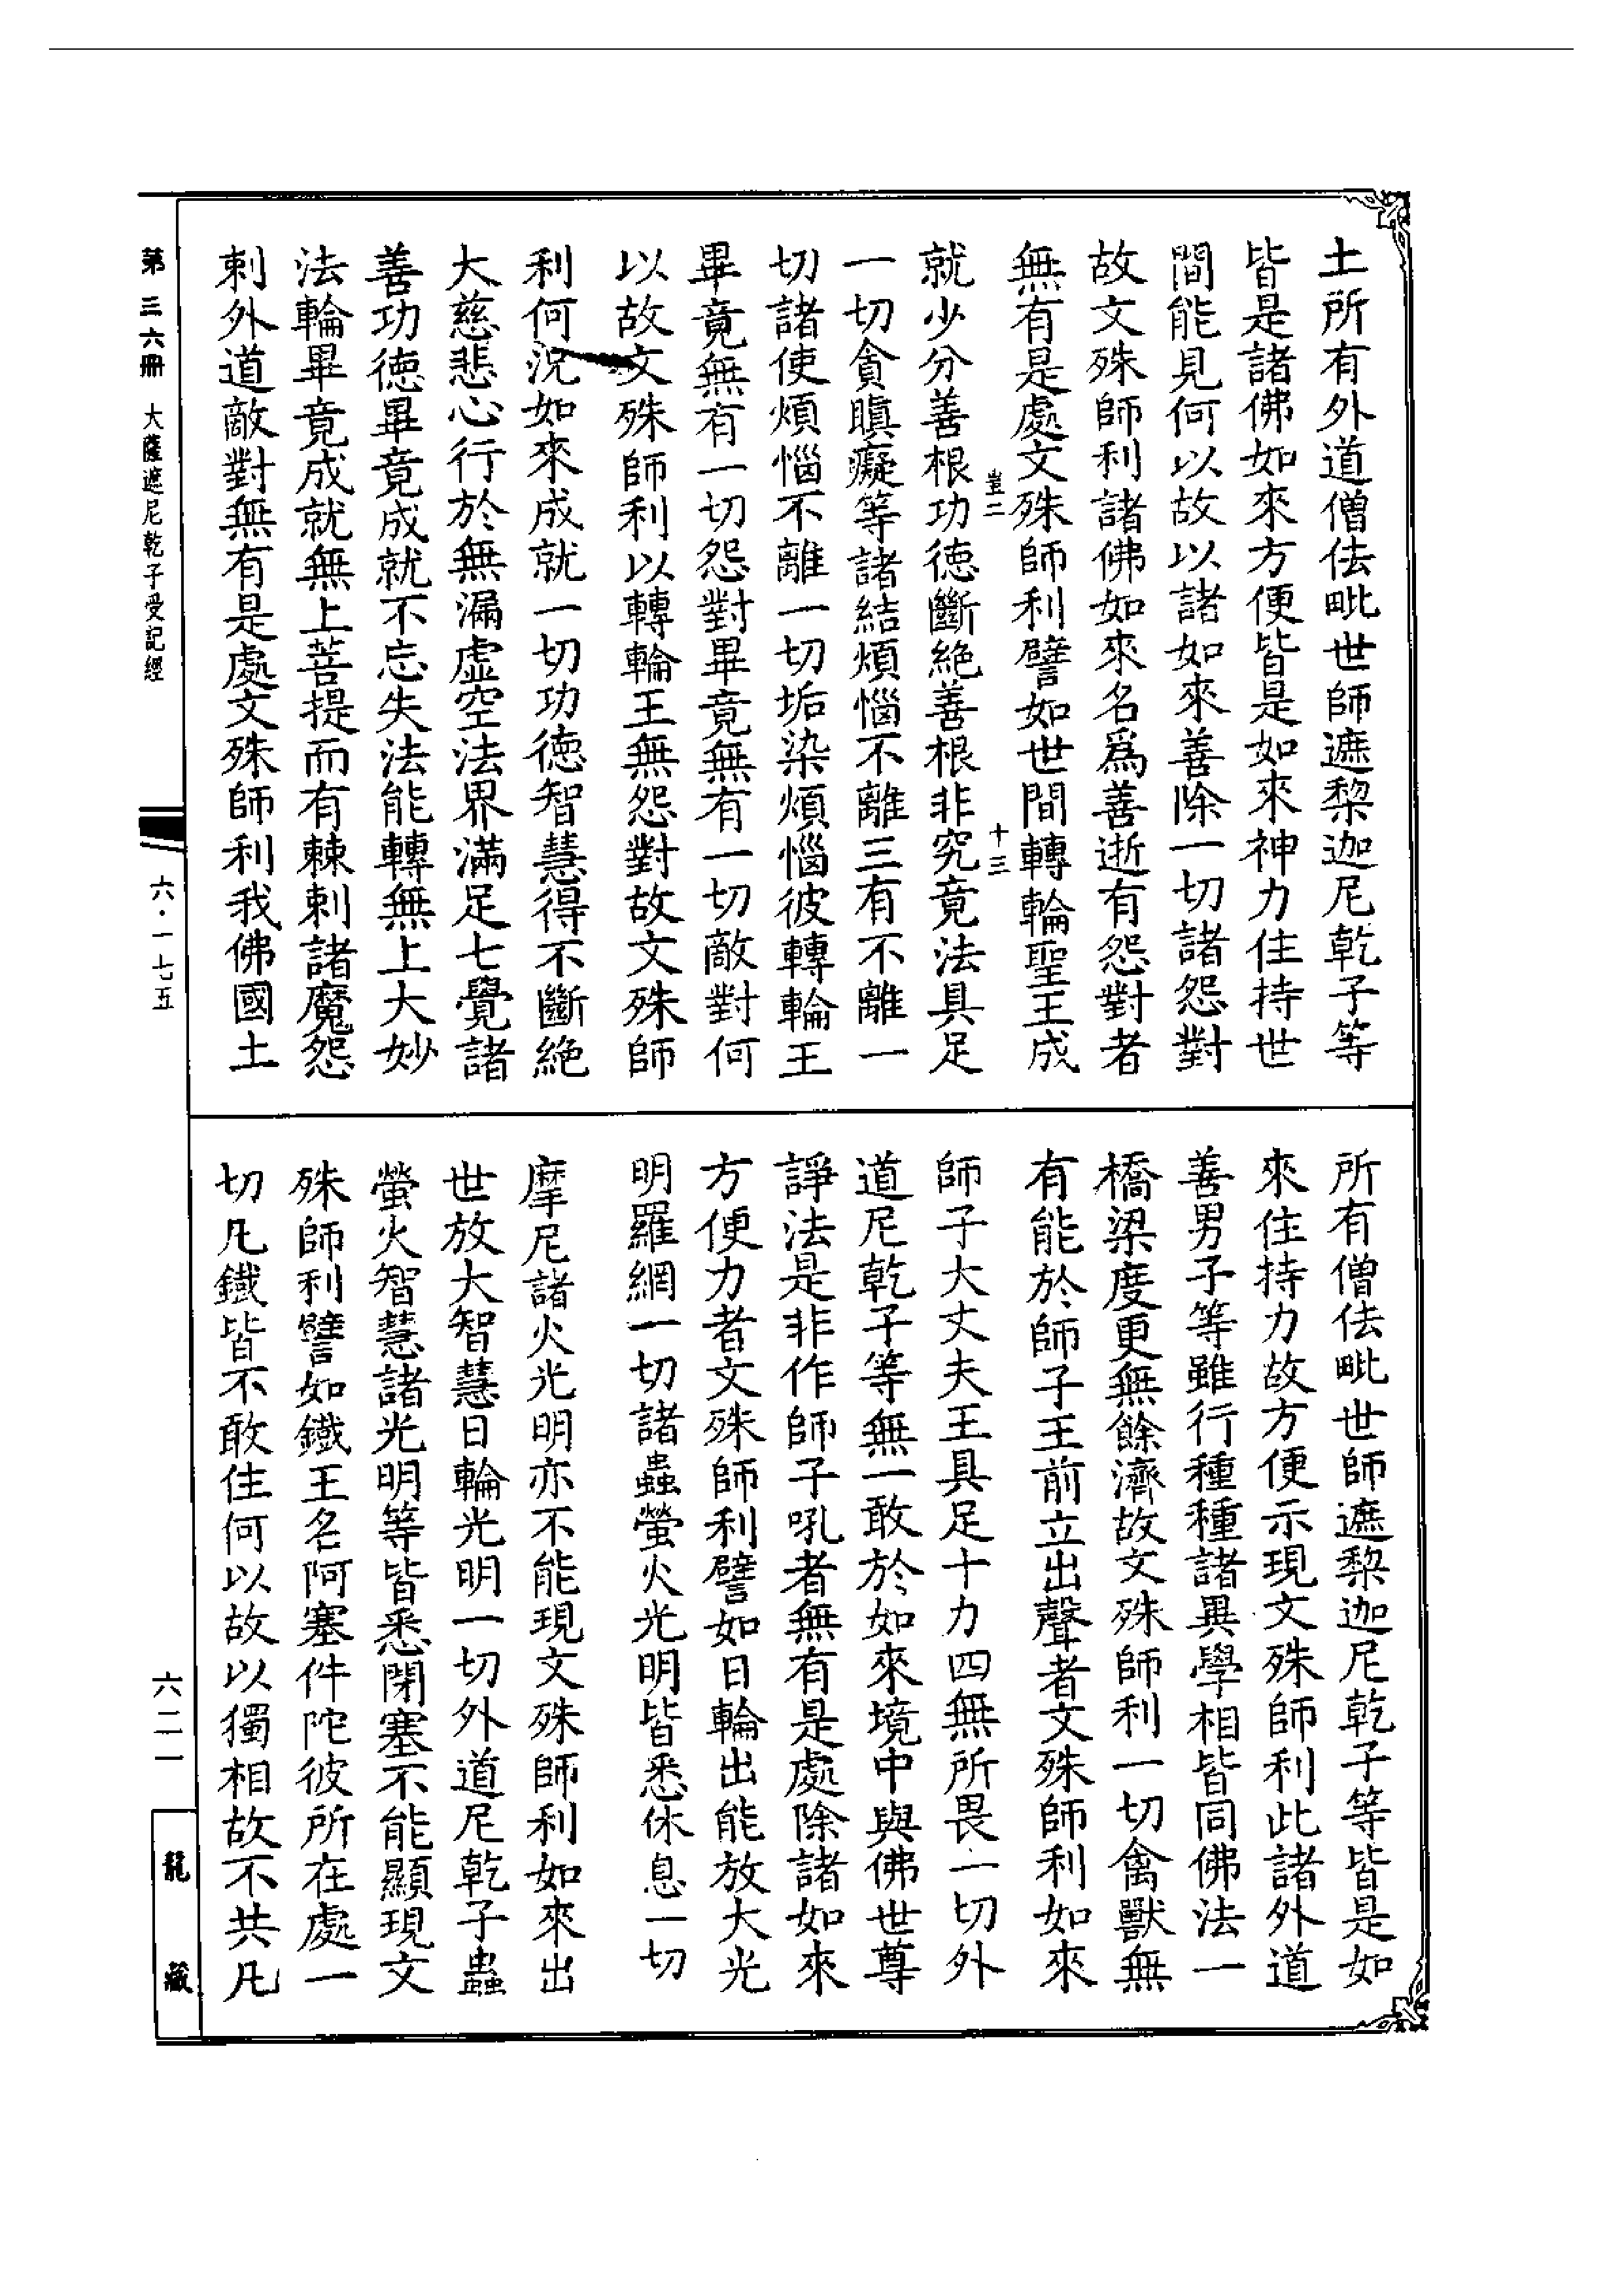 土所有外道僧佉毗世師遮黎迦尼乾子等
皆是諸佛如來方便皆是如來神力住持世
間能見何以故以諸如來善除一切諸怨對
故文殊師利諸佛如來名為善逝有怨對者
無有是處文殊師利譬如世間轉輪聖王成
豈二 十三
就少分善根功德斷絕善根非究竟法具足
一切貪瞋癡等諸結煩惱不離三有不離一
切諸使煩惱不離一切垢染煩惱彼轉輪王
畢竟無有一切怨對畢竟無有一切敵對何
以故文殊師利以轉輪王無怨對故文殊師
利何況如來成就一切功德智慧得不斷絕
大慈悲心行於無漏虛空法界滿足七覺諸
善功德畢竟成就不忘失法能轉無上大妙
法輪畢竟成就無上菩提而有棘刺諸魔怨
刺外道敵對無有是處文殊師利我佛國土
所有僧佉毗世師遮黎迦尼乾子等皆是如
來住持力故方便示現文殊師利此諸外道
善男子等雖行種種諸異學相皆同佛法一
橋梁度更無餘濟故文殊師利一切禽獸無
有能於師子王前立出聲者文殊師利如來
師子大丈夫王具足十力四無所畏一切外
道尼乾子等無一敢於如來境中與佛世尊
諍法是非作師子吼者無有是處除諸如來
方便力者文殊師利譬如日輪出能放大光
明羅網一切諸蟲螢火光明皆悉休息一切
摩尼諸火光明亦不能現文殊師利如來出
世放大智慧日輪光明一切外道尼乾子蟲
螢火智慧諸光明等皆悉閉塞不能顯現文
殊師利譬如鐵王名阿塞件陀彼所在處一
切凡鐵皆不敢住何以故以獨相故不共凡
第三六冊 大薩遮尼乾子受記經
六·一七五
六二一
龍藏